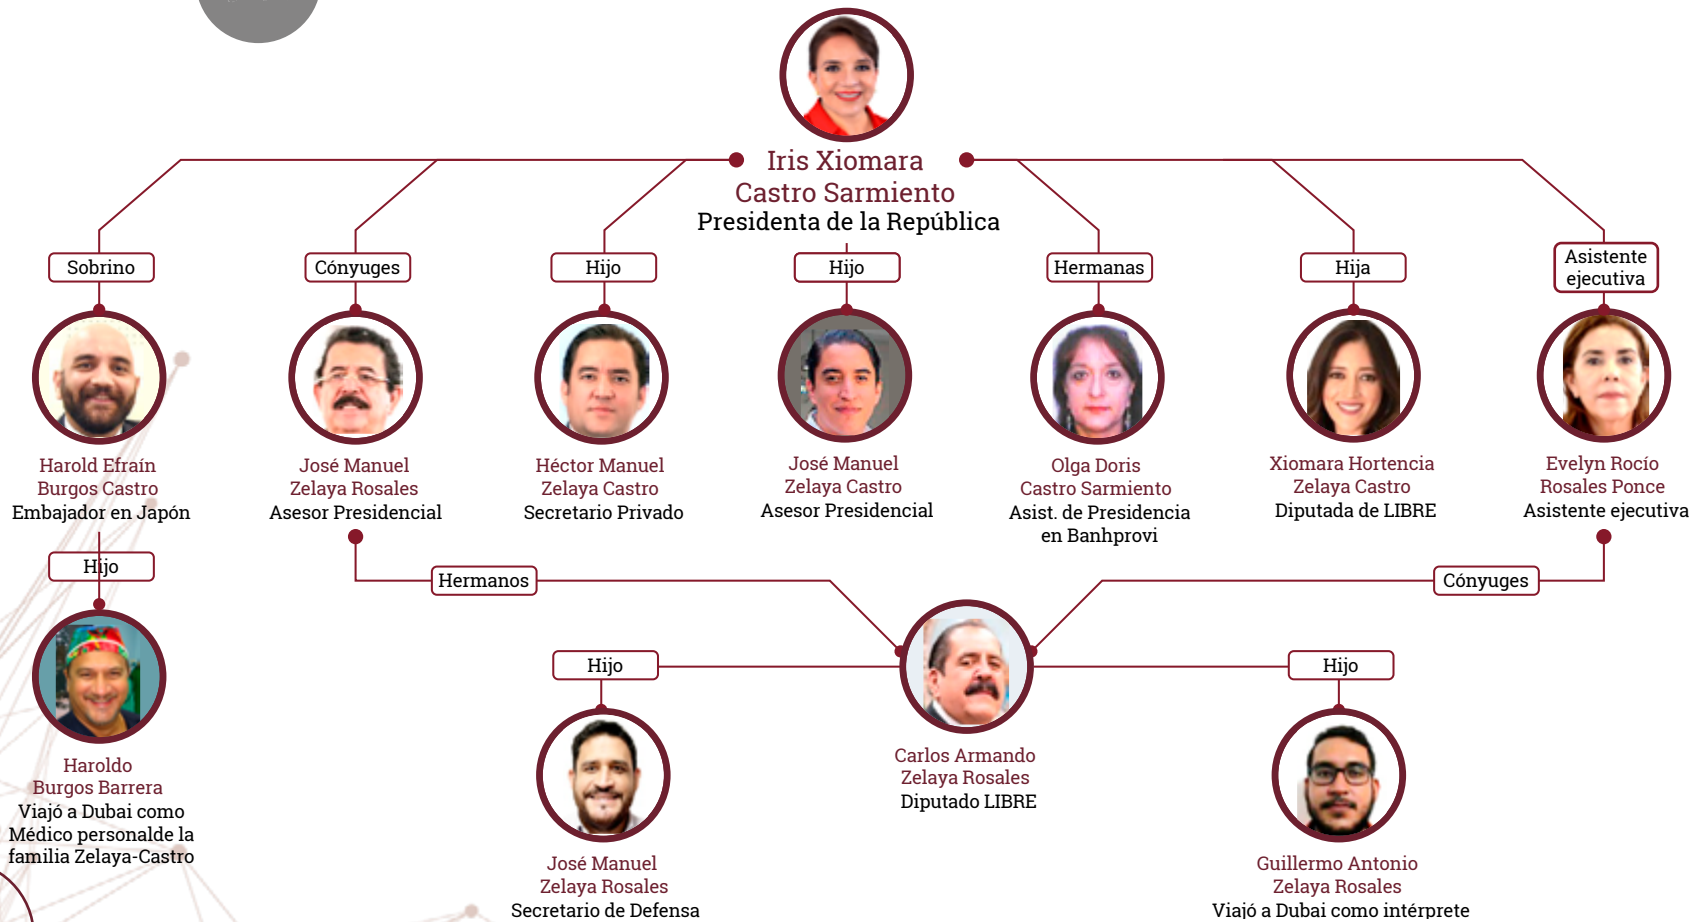 Iris Xiomara
Castro Sarmiento
Presidenta de la República
Sobrino
Cónyuges
Hijo
Hijo
Hermanas
Hija
Asistente
ejecutiva
Harold Efraín
Burgos Castro
Embajador en Japón
José Manuel
Zelaya Rosales
Asesor Presidencial
Héctor Manuel
Zelaya Castro
Secretario Privado
José Manuel
Zelaya Castro
Asesor Presidencial
Olga Doris
Castro Sarmiento
Asist. de Presidencia
en Banhprovi
Xiomara Hortencia
Zelaya Castro
Diputada de LIBRE
Evelyn Rocío
Rosales Ponce
Asistente ejecutiva
Hijo
Hermanos
Cónyuges
Haroldo
Burgos Barrera
Viajó a Dubai como
Médico personalde la
familia Zelaya-Castro
Hijo
Hijo
Carlos Armando
Zelaya Rosales
Diputado LIBRE
José Manuel
Zelaya Rosales
Secretario de Defensa
Guillermo Antonio
Zelaya Rosales
Viajó a Dubai como intérprete